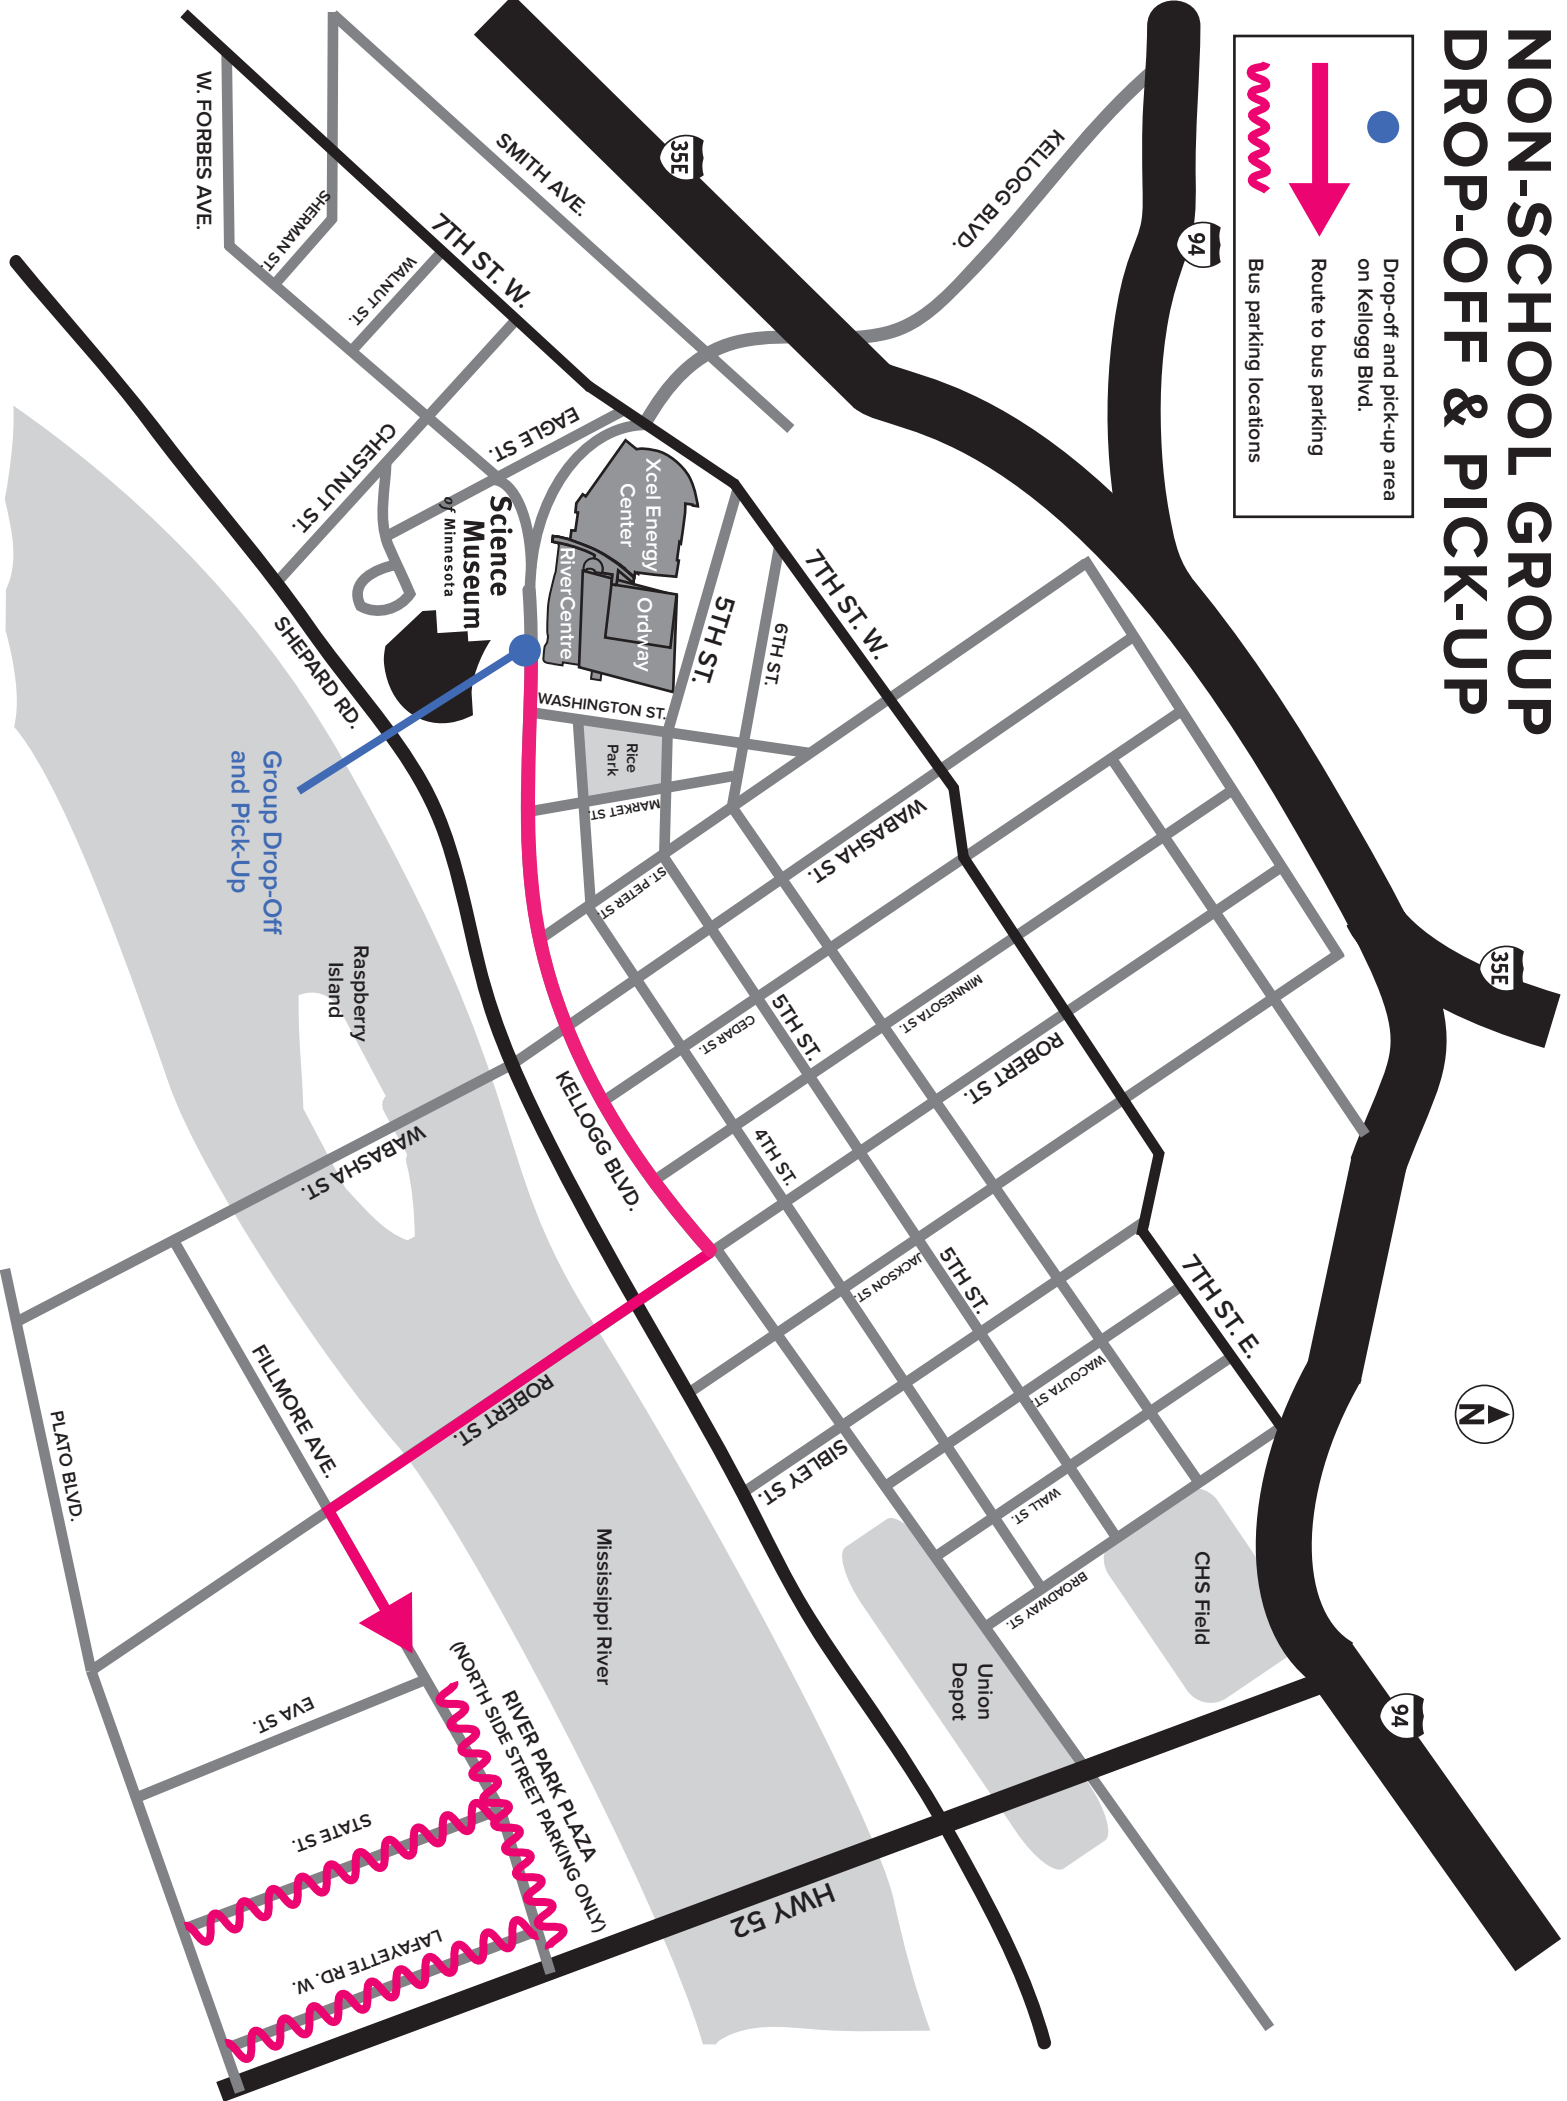 NON-SCHOOL GROUP
DROP-OFF & PICK-UP
Drop-off and pick-up area
on Kellogg Blvd.
Route to bus parking
Bus parking locations
94
35E
KELLOGG BLVD.
35E
SMITH AVE.
7TH ST. W.
W. FORBES AVE.
SHERMAN ST.
WALNUT ST.
CHESTNUT ST.
EAGLE ST.
Xcel Energy
Center
RiverCentre
Ordway
Science
Museum
of Minnesota
5TH ST.
6TH ST.
7TH ST. W.
WASHINGTON ST.
Rice
Park
MARKET ST.
ST. PETER ST.
WABASHA ST.
SHEPARD RD.
Group Drop-Off
and Pick-Up
Raspberry
Island
CEDAR ST.
5TH ST.
MINNESOTA ST.
ROBERT ST.
KELLOGG BLVD.
4TH ST.
WABASHA ST.
JACKSON ST.
5TH ST.
7TH ST. E.
N
WACOUTA ST.
SIBLEY ST.
WALL ST.
BROADWAY ST.
CHS Field
Union
Depot
94
FILLMORE AVE.
ROBERT ST.
PLATO BLVD.
Mississippi River
RIVER PARK PLAZA
(NORTH SIDE STREET PARKING ONLY)
EVA ST.
STATE ST.
LAFAYETTE RD. W.
HWY 52